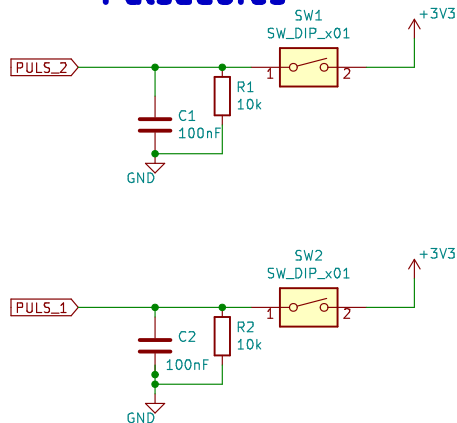 Pulsadores
SW1
SW_DIP_x01
+3V3
PULS_2
1
2
R1
10k
C1
100nF
GND
SW2
SW_DIP_x01
+3V3
PULS_1
1
2
R2
10k
C2
100nF
GND